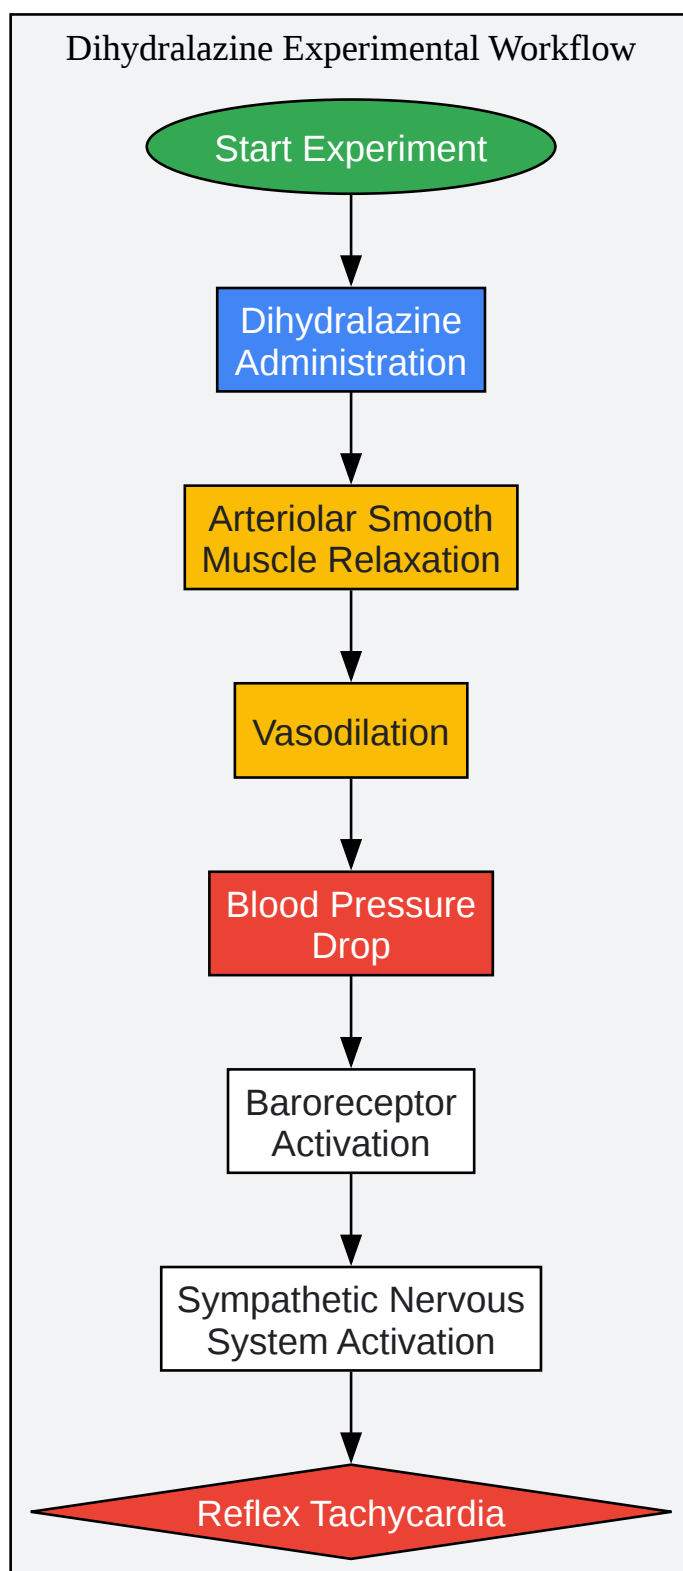 Dihydralazine Experimental Workflow
Start Experiment
Dihydralazine
Administration
Arteriolar Smooth
Muscle Relaxation
Vasodilation
Blood Pressure
Drop
Baroreceptor
Activation
Sympathetic Nervous
System Activation
Reflex Tachycardia